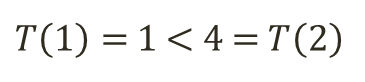 T(1) = 1 < 4 = T(2)